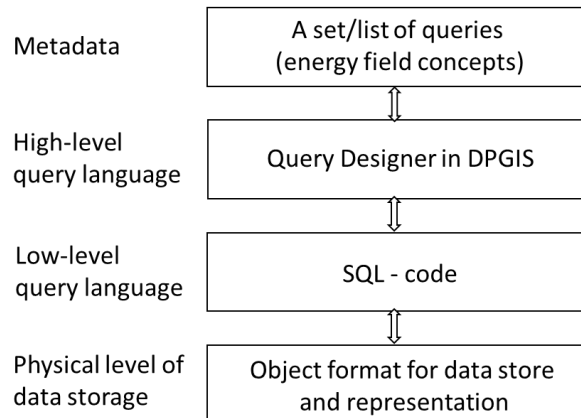 Metadata
A set/list of queries
(energy field concepts)
High-level
query language
Query Designer in DPGIS
Low-level
query language
SQL - code
Physical level of
data storage
Object format for data store
and representation